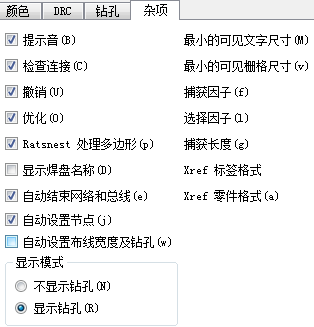 颜色 DRC 钻孔 杂项
提示音(B) 最小的可见文字尺寸(M)
检查连接(C) 最小的可见栅格尺寸(v)
撤销(U) 捕获因子(f)
优化(O) 选择因子(l)
Ratsnest 处理多边形(p) 捕获长度(g)
显示焊盘名称(D) Xref 标签格式
自动结束网络和总线(e) Xref 零件格式(a)
自动设置节点(j)
自动设置布线宽度及钻孔(w)
显示模式
不显示钻孔(N)
显示钻孔(R)